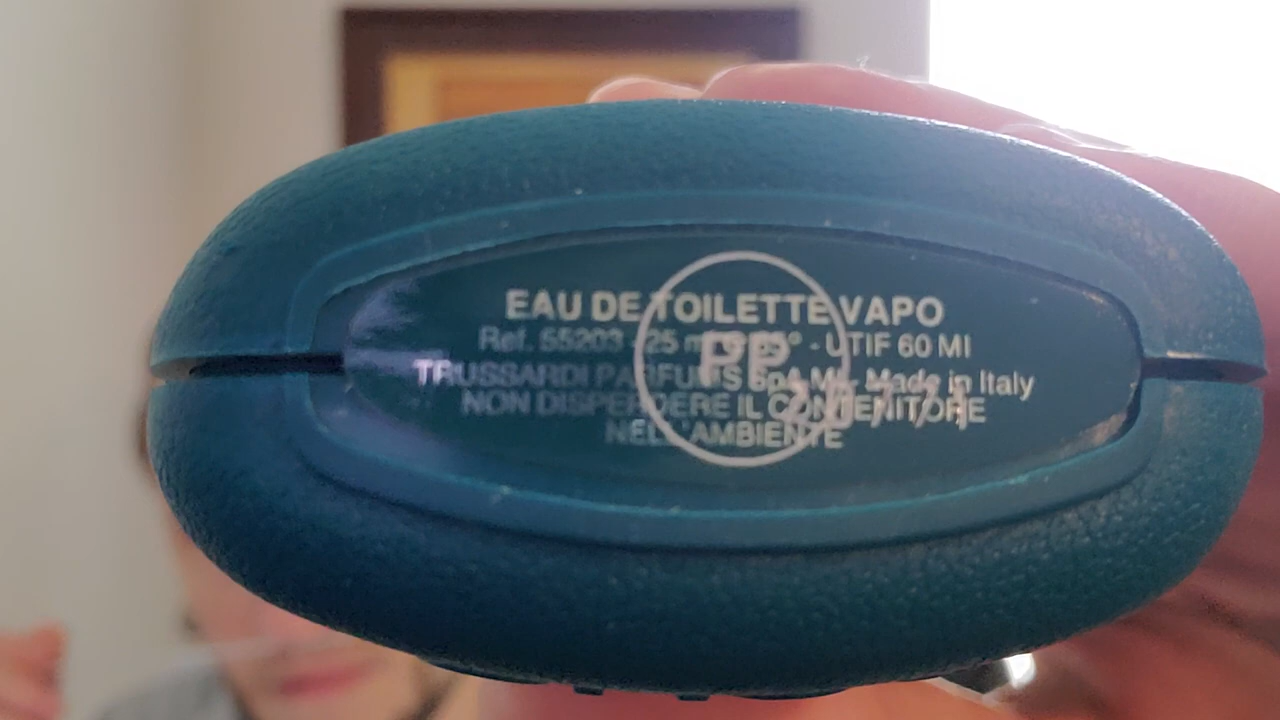 EAU DE TOILETTE VAPO
Ref. 55203 - 25 ml - UTIF 60 MI
TRUSSARDI PARFUMS SpA MI - Made in Italy
NON DISPERDERE IL CONTENITORE
NELL'AMBIENTE
PP